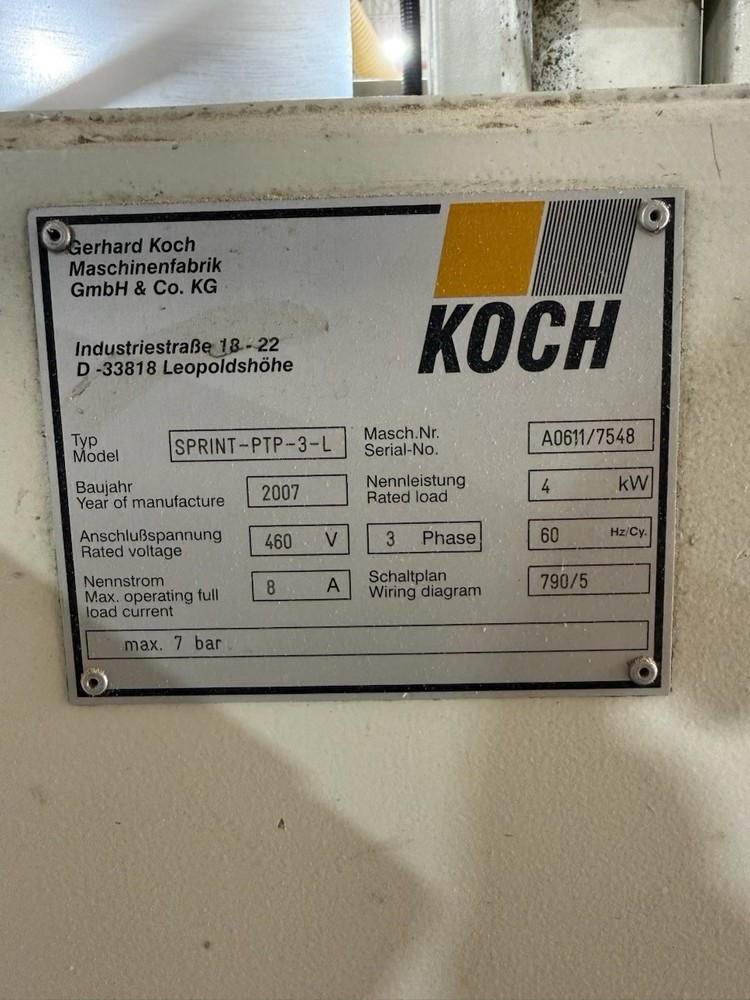 Gerhard Koch
Maschinenfabrik
GmbH & Co. KG
Industriestraße 18 - 22
D -33818 Leopoldshöhe
KOCH
Typ
Model
SPRINT-PTP-3-L
Masch.Nr.
Serial-No.
A0611/7548
Baujahr
Year of manufacture
2007
Nennleistung
Rated load
4 kW
Anschlußspannung
Rated voltage
460 V
3 Phase
60 Hz/Cy.
Nennstrom
Max. operating full
load current
8 A
Schaltplan
Wiring diagram
790/5
max. 7 bar